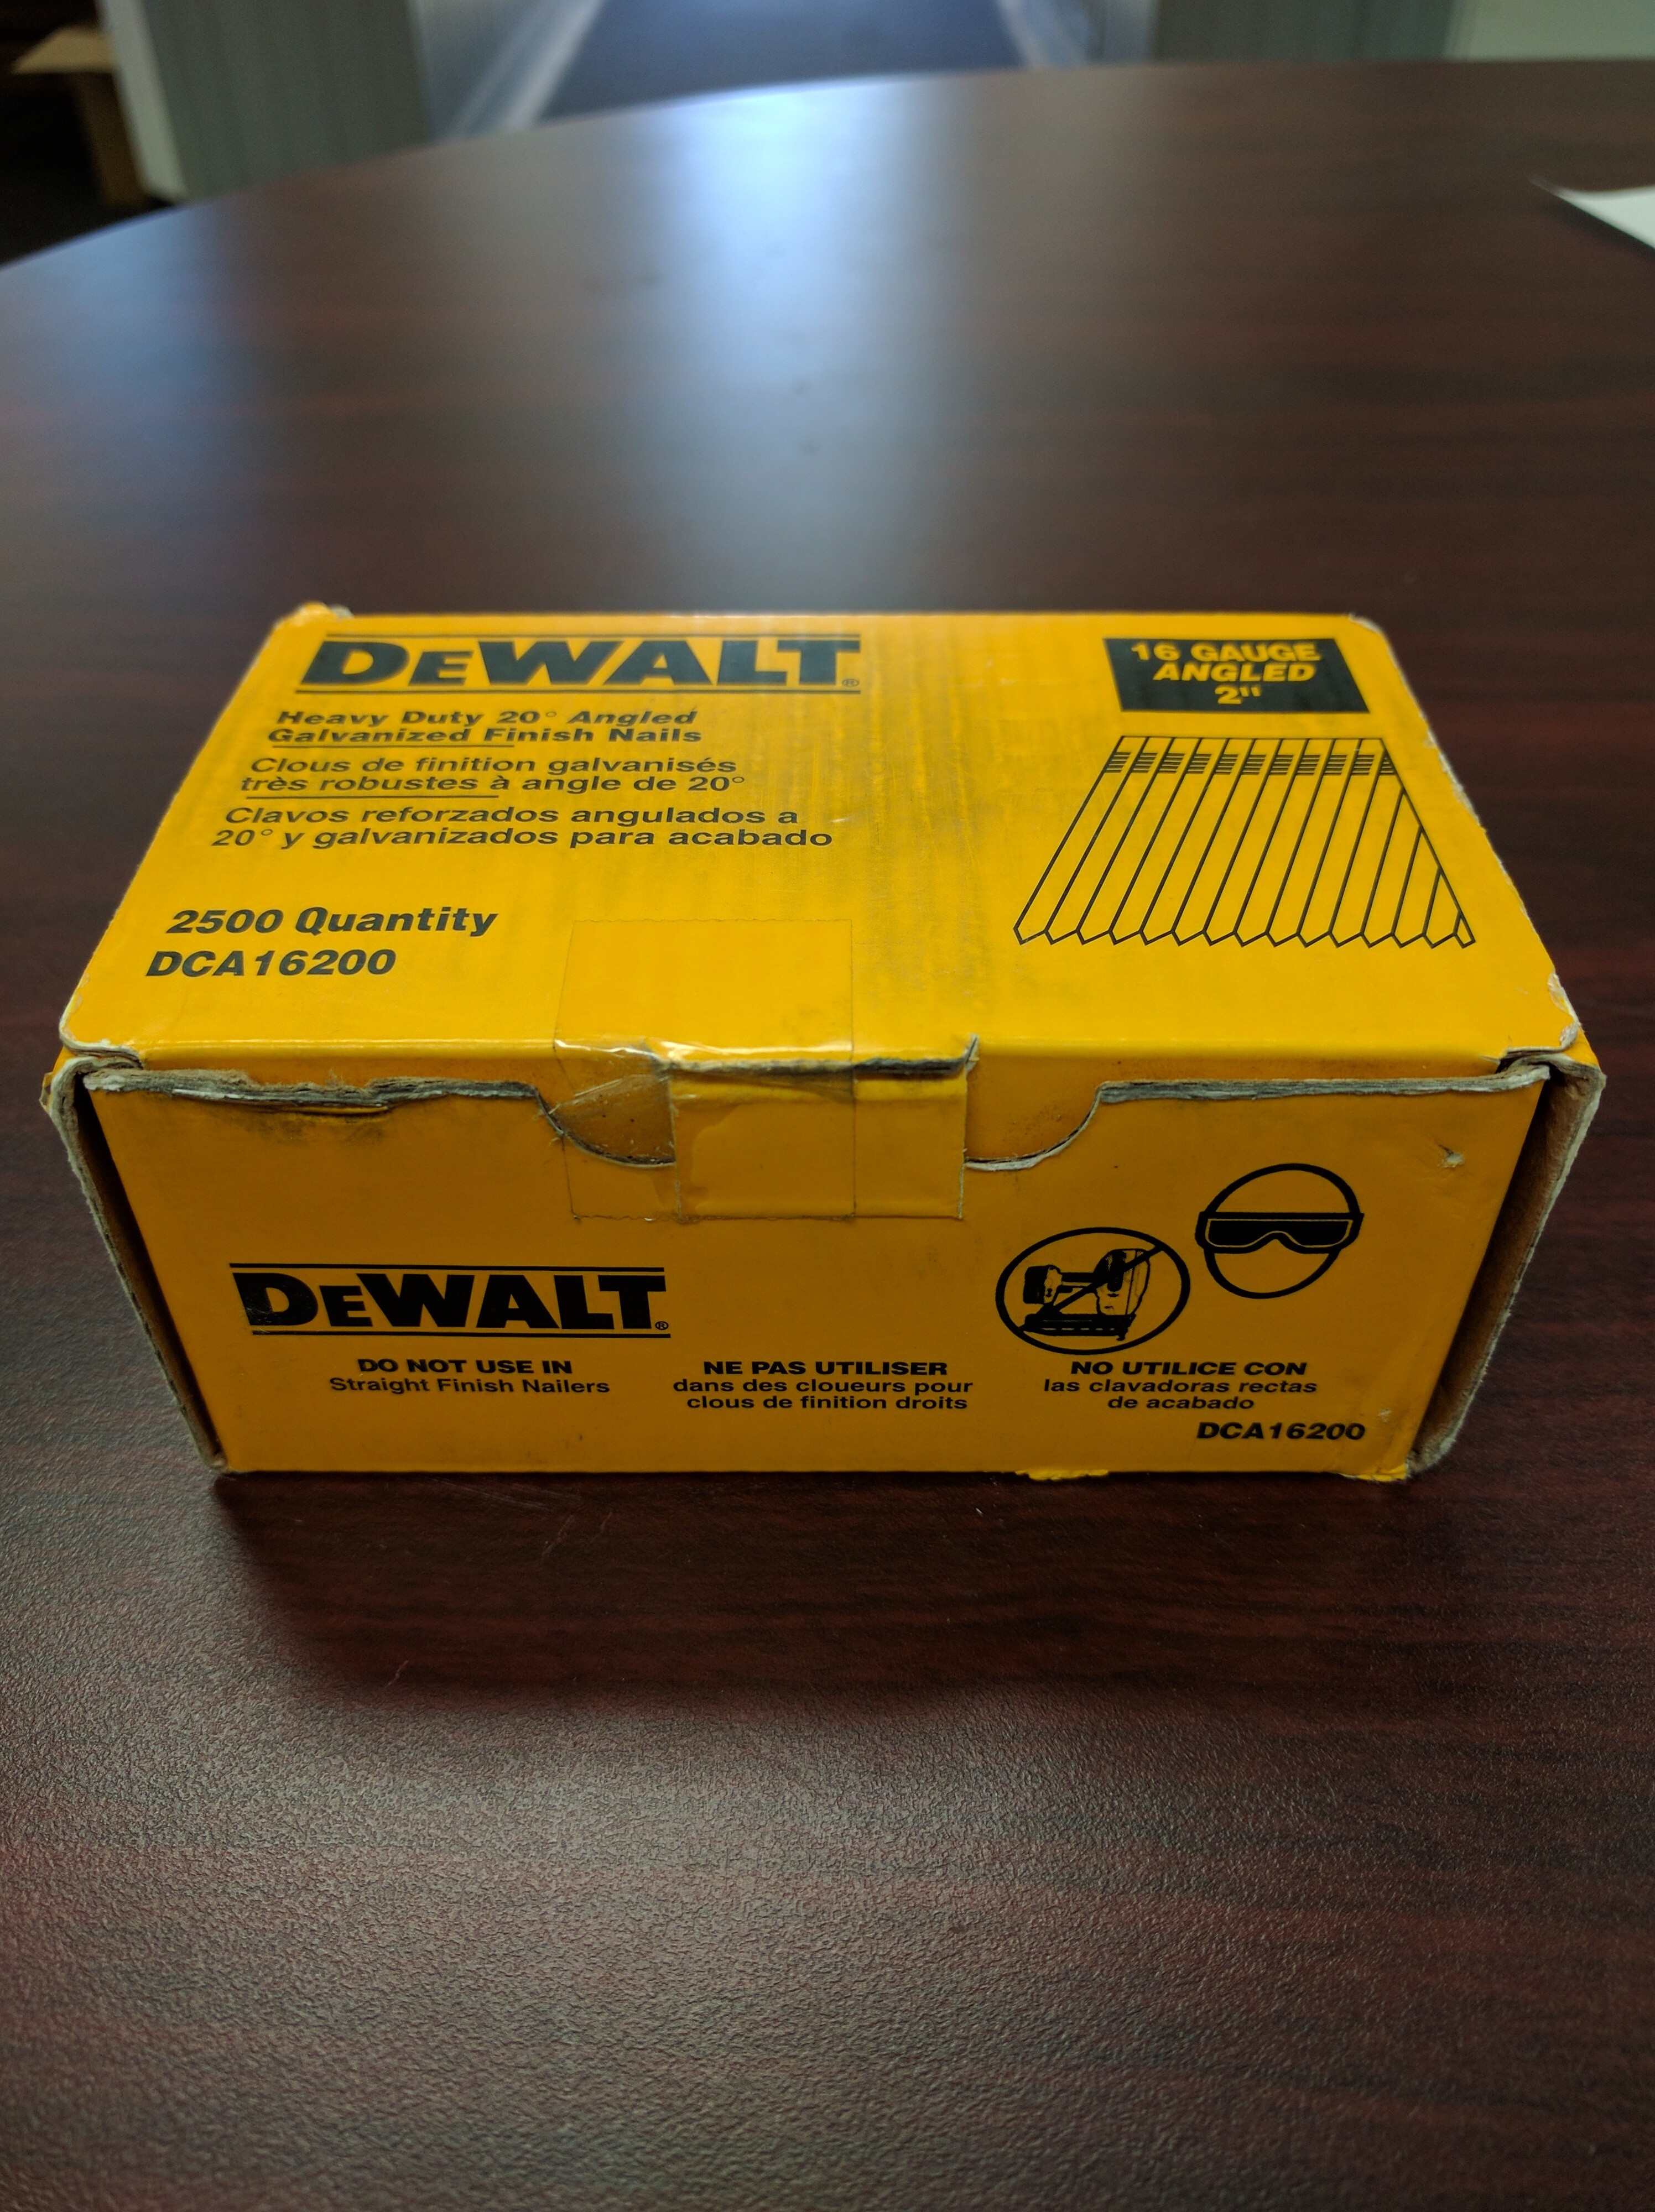 DEWALT®
Heavy Duty 20° Angled
Galvanized Finish Nails
Clous de finition galvanisés
très robustes à angle de 20°
Clavos reforzados angulados a
20° y galvanizados para acabado
2500 Quantity
DCA16200
16 GAUGE
ANGLED
2"
DEWALT®
DO NOT USE IN
Straight Finish Nailers
NE PAS UTILISER
dans des cloueurs pour
clous de finition droits
NO UTILICE CON
las clavadoras rectas
de acabado
DCA16200